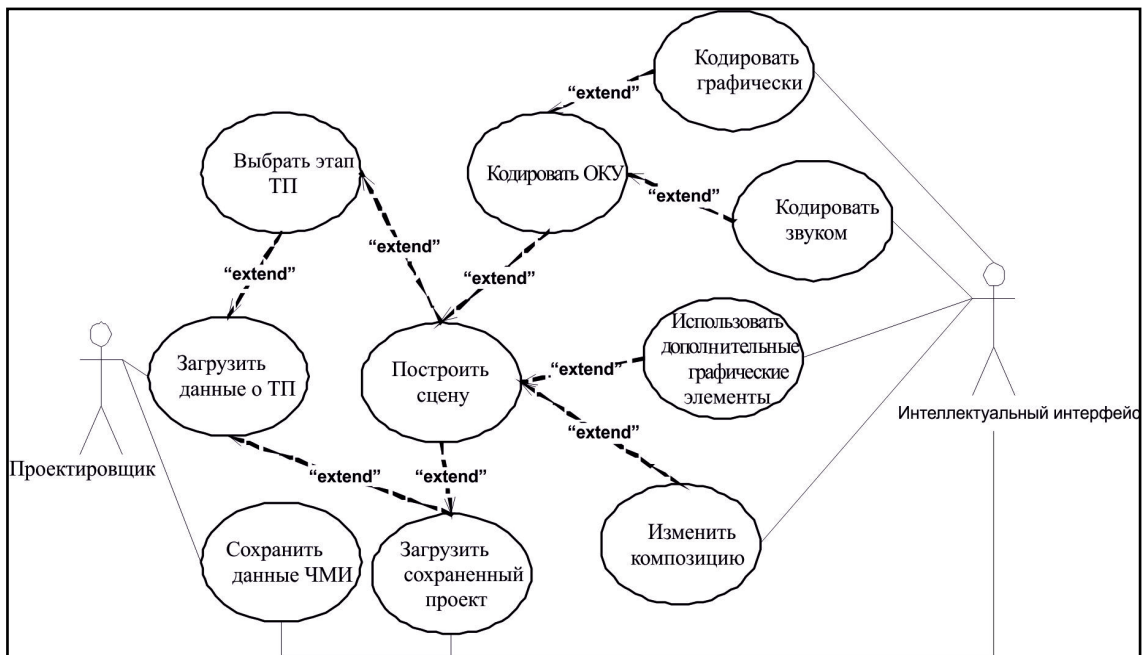 Кодировать
графически
“extend”
Выбрать этап
ТП
Кодировать ОКУ
“extend”
Кодировать
звуком
“extend”
“extend”
“extend”
Использовать
дополнительные
графические
элементы
Загрузить
данные о ТП
Построить
сцену
“extend”
Интеллектуальный интерфейс
“extend”
Проектировщик
“extend”
“extend”
Сохранить
данные ЧМИ
Загрузить
сохраненный
проект
Изменить
композицию